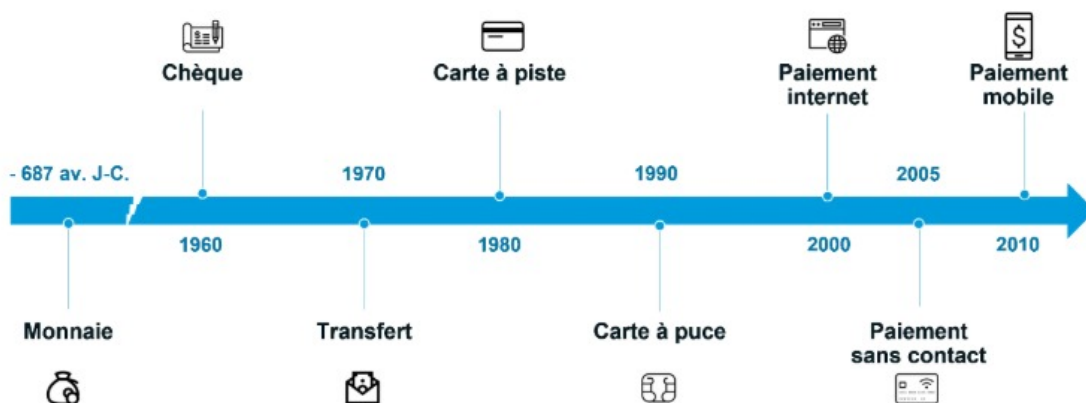 Chèque
Carte à piste
Paiement
internet
Paiement
mobile
- 687 av. J-C.
1970
1990
2005
1960
1980
2000
2010
Monnaie
Transfert
Carte à puce
Paiement
sans contact